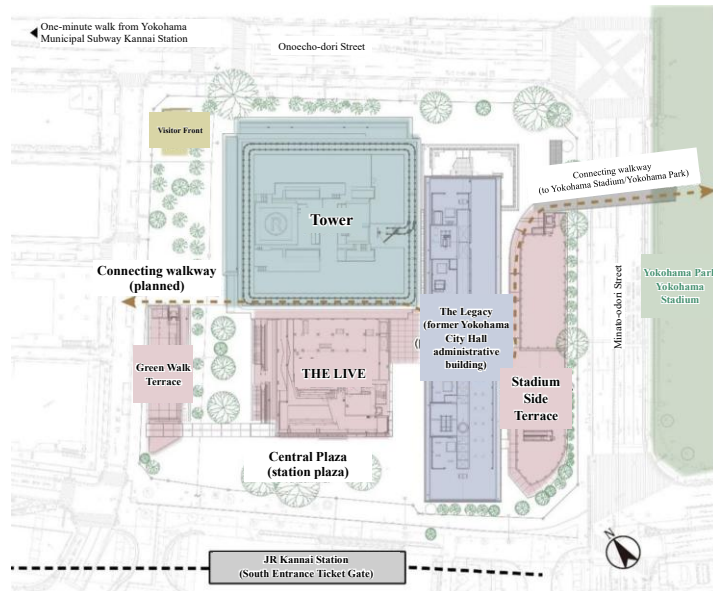 One-minute walk from Yokohama
Municipal Subway Kannai Station
Onoecho-dori Street
Visitor Front
Connecting walkway
(to Yokohama Stadium/Yokohama Park)
Tower
Connecting walkway
(planned)
Yokohama Park
Yokohama
Stadium
Minato-odori Street
The Legacy
(former Yokohama
City Hall
administrative
building)
Green Walk
Terrace
THE LIVE
Stadium
Side
Terrace
Central Plaza
(station plaza)
N
JR Kannai Station
(South Entrance Ticket Gate)